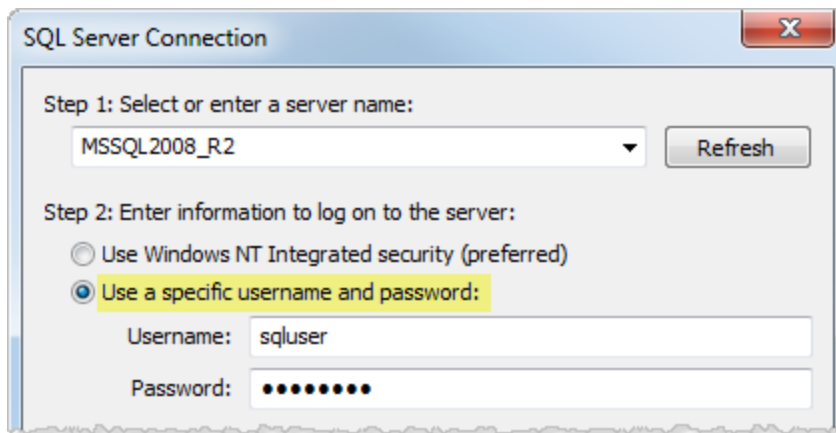 SQL Server Connection
Step 1: Select or enter a server name:
MSSQL2008_R2
Refresh
Step 2: Enter information to log on to the server:
Use Windows NT Integrated security (preferred)
Use a specific username and password:
Username: sqluser
Password: ●●●●●●●●